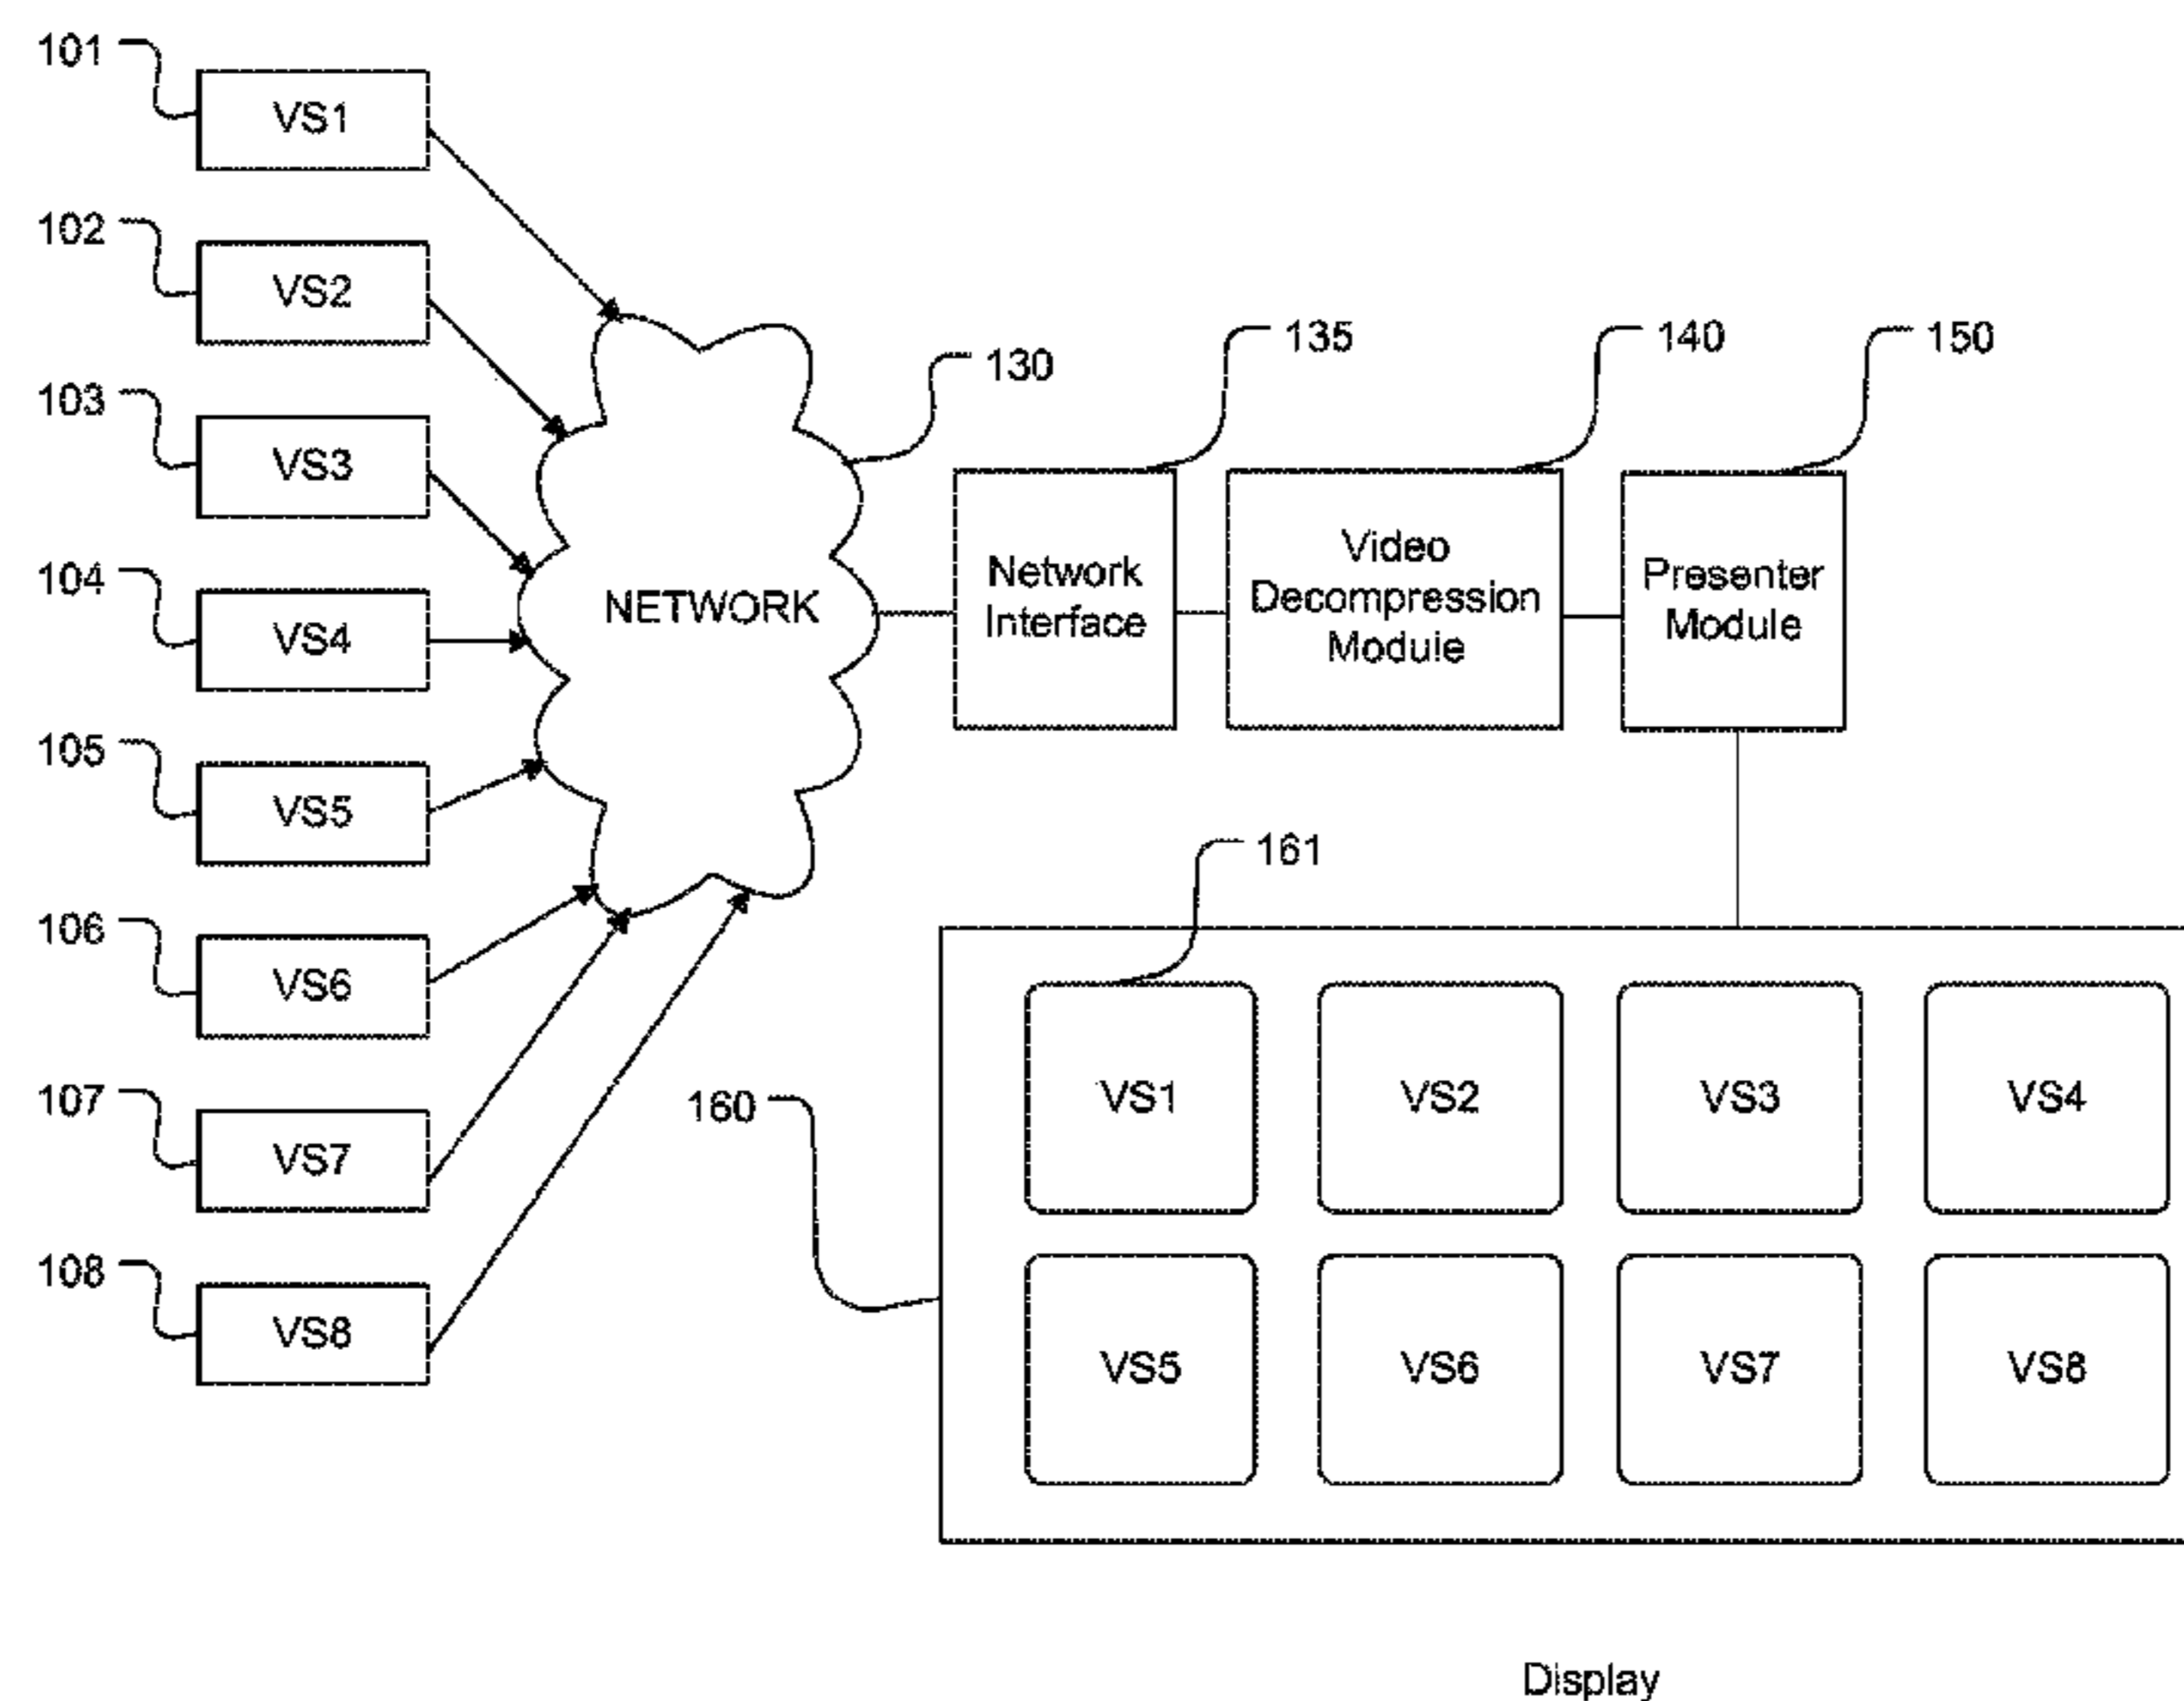 101
VS1
102
VS2
103
VS3
104
VS4
105
VS5
106
VS6
107
VS7
108
VS8
NETWORK
130
135
Network
Interface
140
Video
Decompression
Module
150
Presenter
Module
160
161
VS1 VS2 VS3 VS4
VS5 VS6 VS7 VS8
Display